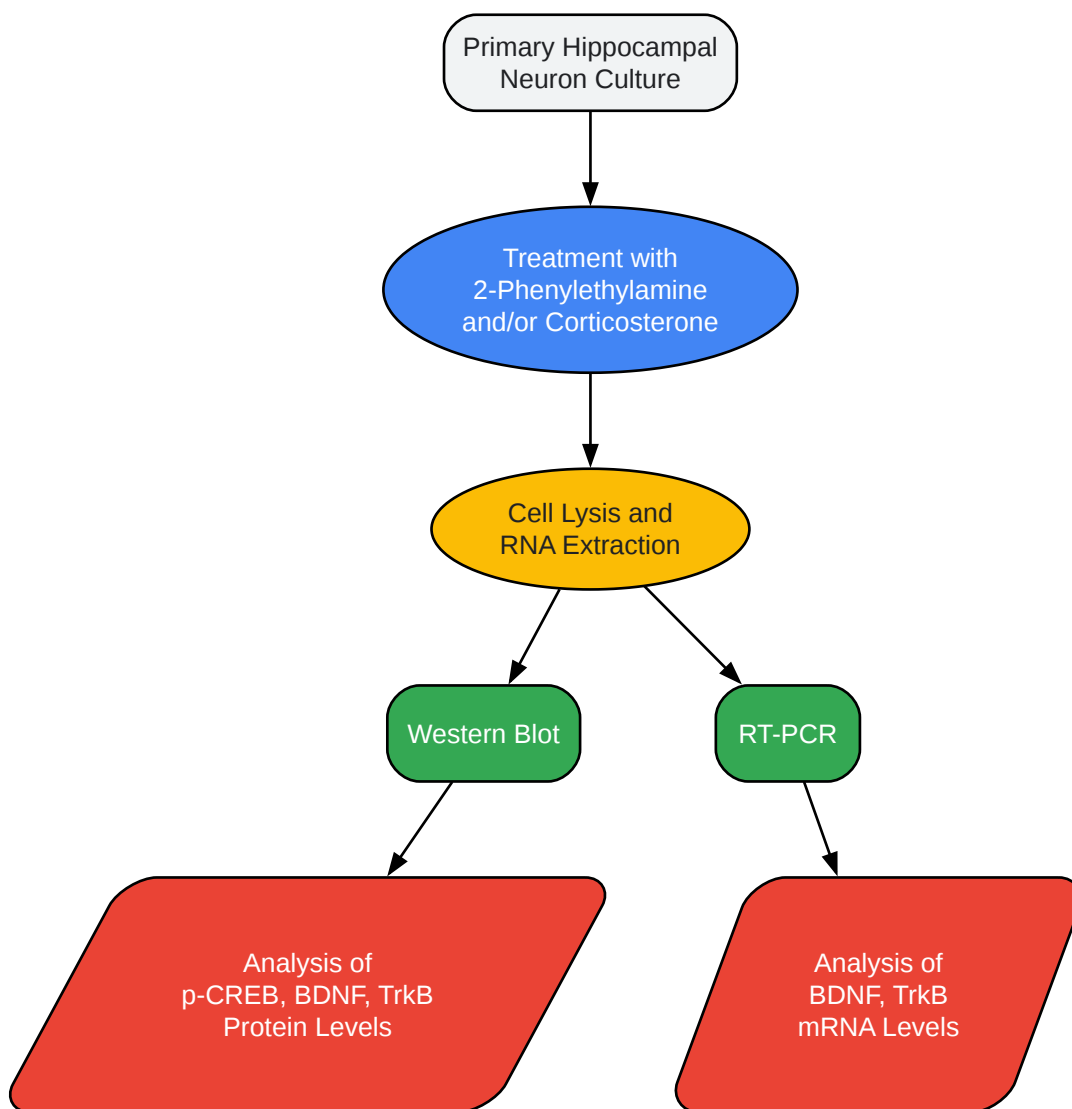 Primary Hippocampal
Neuron Culture
Treatment with
2-Phenylethylamine
and/or Corticosterone
Cell Lysis and
RNA Extraction
Western Blot
RT-PCR
Analysis of
p-CREB, BDNF, TrkB
Protein Levels
Analysis of
BDNF, TrkB
mRNA Levels